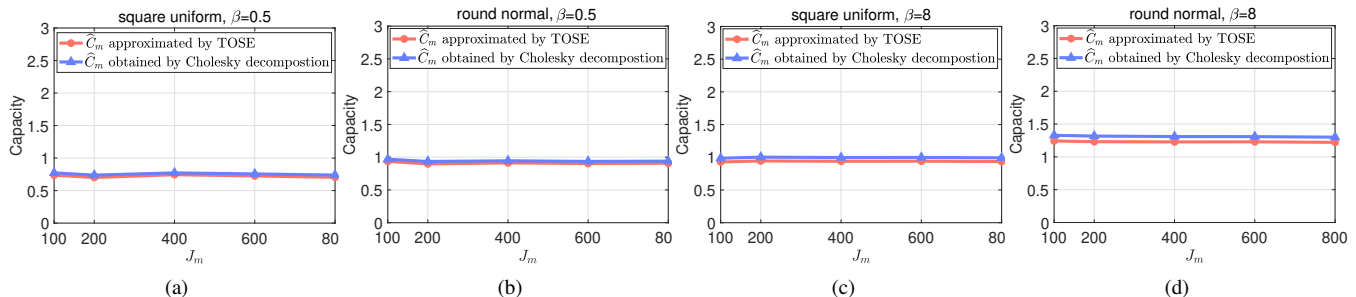 square uniform, β=0.5
Ĉm approximated by TOSE
Ĉm obtained by Cholesky decompostion
Capacity
3
2.5
2
1.5
1
0.5
0
100 200 400 600 80
Jm
(a)
round normal, β=0.5
Ĉm approximated by TOSE
Ĉm obtained by Cholesky decompostion
Capacity
3
2.5
2
1.5
1
0.5
0
100 200 400 600 80
Jm
(b)
square uniform, β=8
Ĉm approximated by TOSE
Ĉm obtained by Cholesky decompostion
Capacity
3
2.5
2
1.5
1
0.5
0
100 200 400 600 80
Jm
(c)
round normal, β=8
Ĉm approximated by TOSE
Ĉm obtained by Cholesky decompostion
Capacity
3
2.5
2
1.5
1
0.5
0
100 200 400 600 800
Jm
(d)